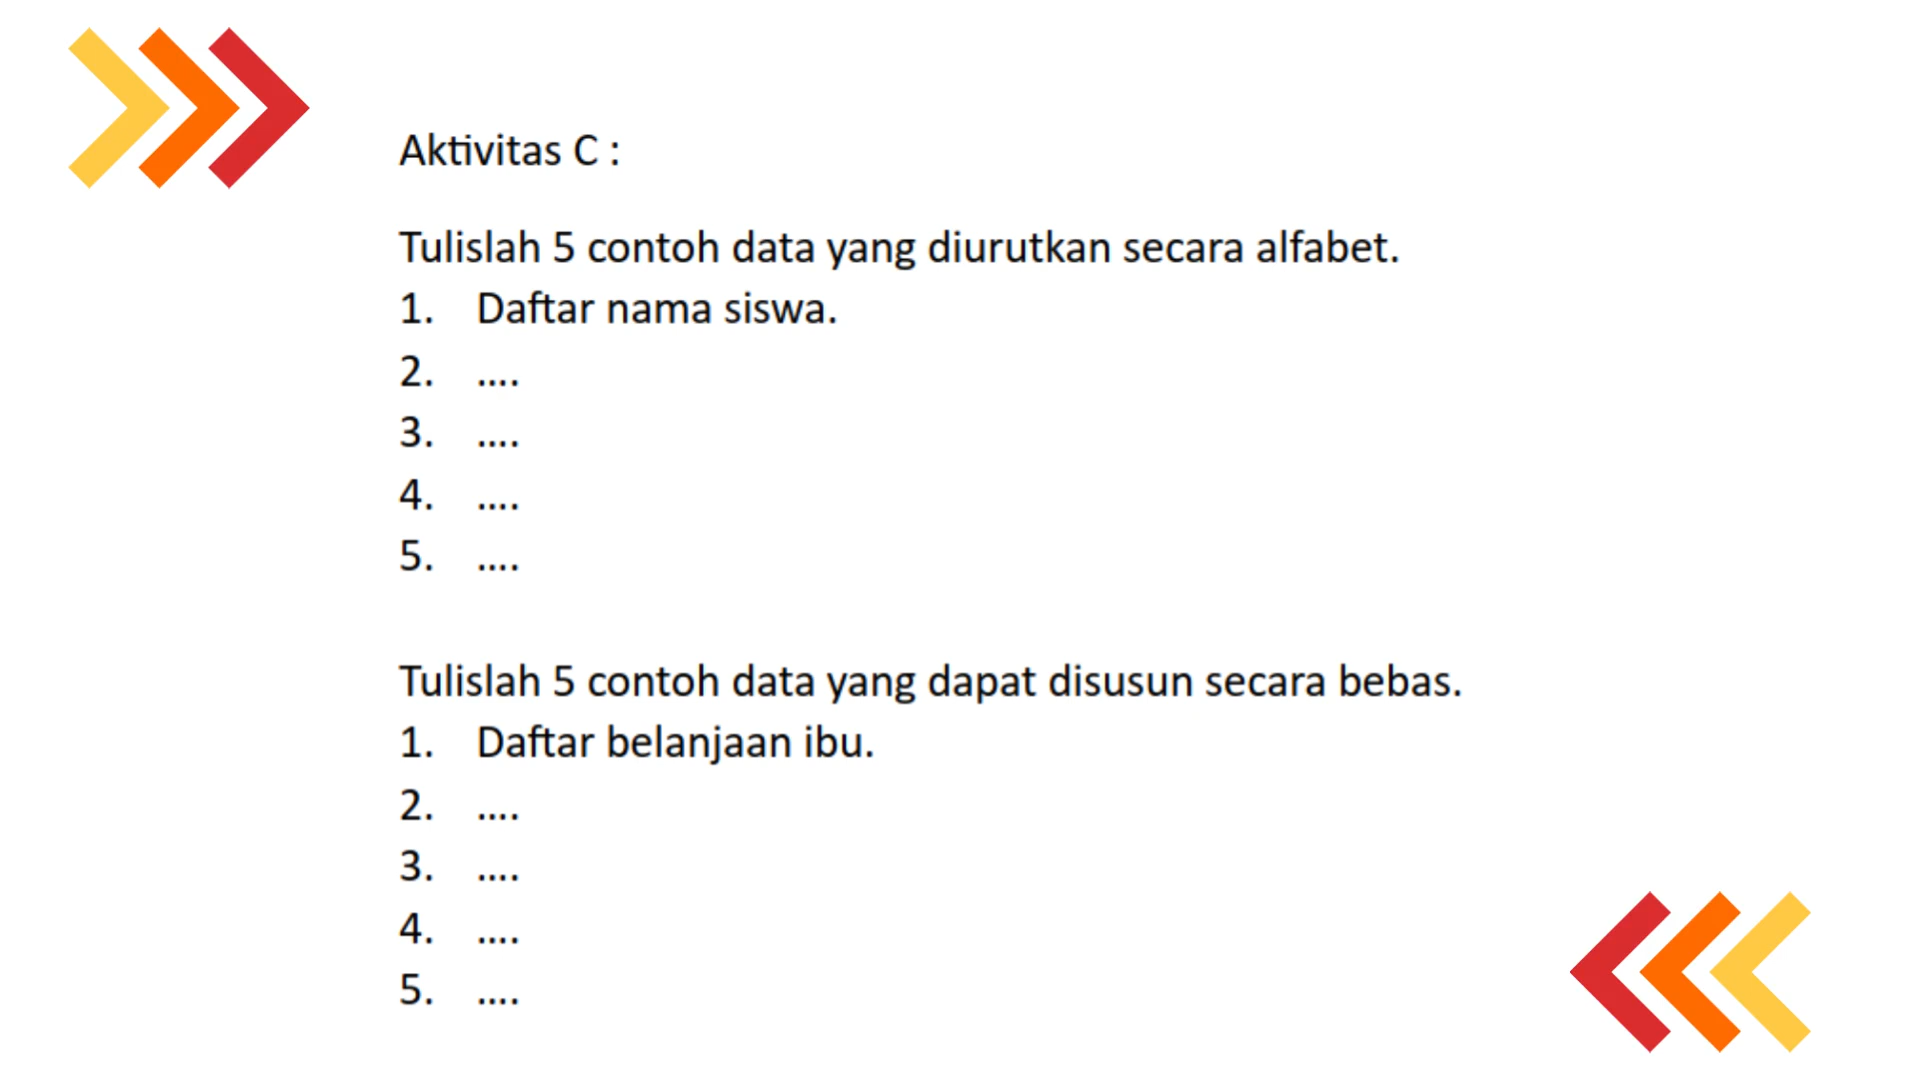 Aktivitas C :
Tulislah 5 contoh data yang diurutkan secara alfabet.
1. Daftar nama siswa.
2. ....
3. ....
4. ....
5. ....
Tulislah 5 contoh data yang dapat disusun secara bebas.
1. Daftar belanjaan ibu.
2. ....
3. ....
4. ....
5. ....